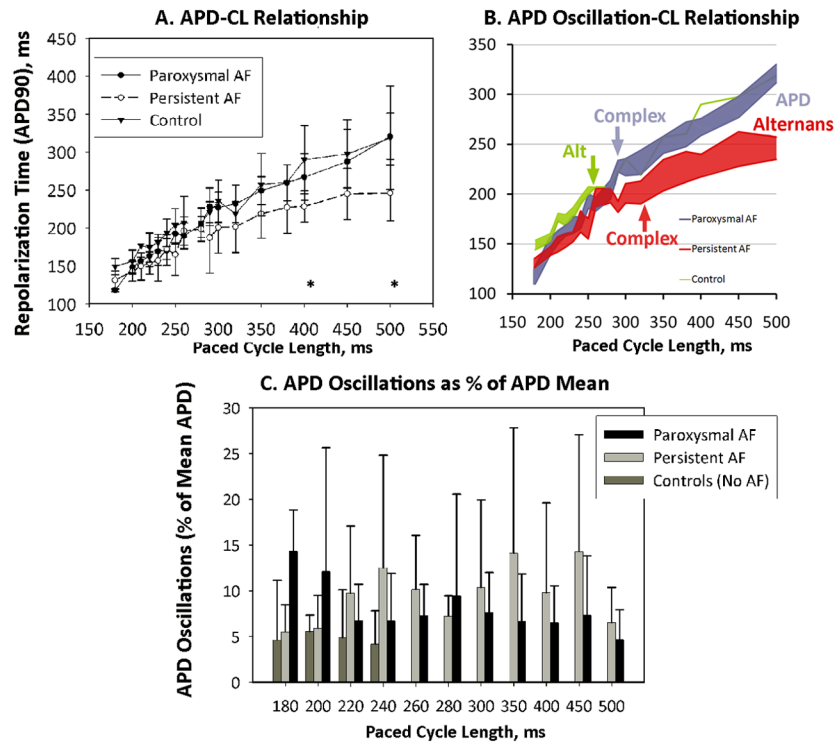 A. APD-CL Relationship
Repolarization Time (APD90), ms
450
400
350
300
250
200
150
100
Paroxysmal AF
Persistent AF
Control
*
*
150 200 250 300 350 400 450 500 550
Paced Cycle Length, ms
B. APD Oscillation-CL Relationship
350
300
250
200
150
100
Complex
APD
Alternans
Alt
Complex
Paroxysmal AF
Persistent AF
Control
150 200 250 300 350 400 450 500
Paced Cycle Length, ms
C. APD Oscillations as % of APD Mean
APD Oscillations (% of Mean APD)
30
25
20
15
10
5
0
Paroxysmal AF
Persistent AF
Controls (No AF)
180 200 220 240 260 280 300 350 400 450 500
Paced Cycle Length, ms